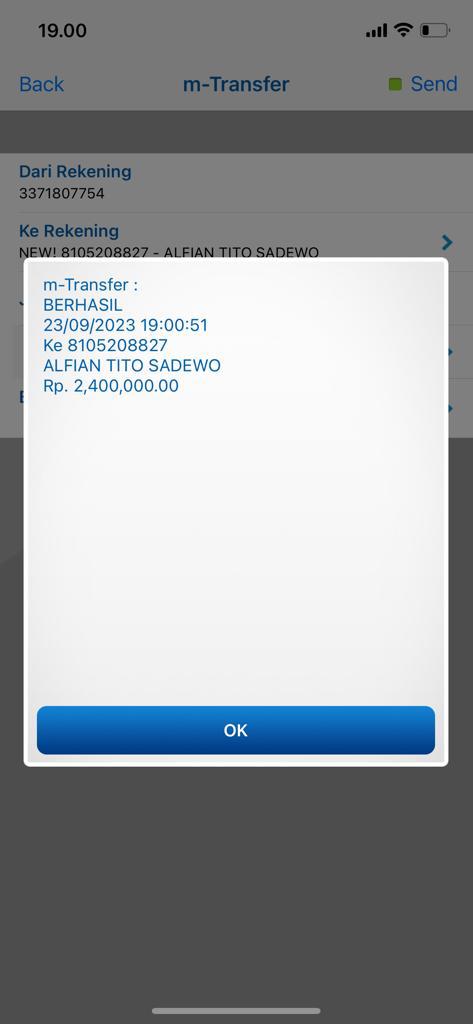 19.00
Back
m-Transfer
Send
Dari Rekening
3371807754
Ke Rekening
NEW! 8105208827 - ALFIAN TITO SADEWO
m-Transfer :
BERHASIL
23/09/2023 19:00:51
Ke 8105208827
ALFIAN TITO SADEWO
Rp. 2,400,000.00
OK